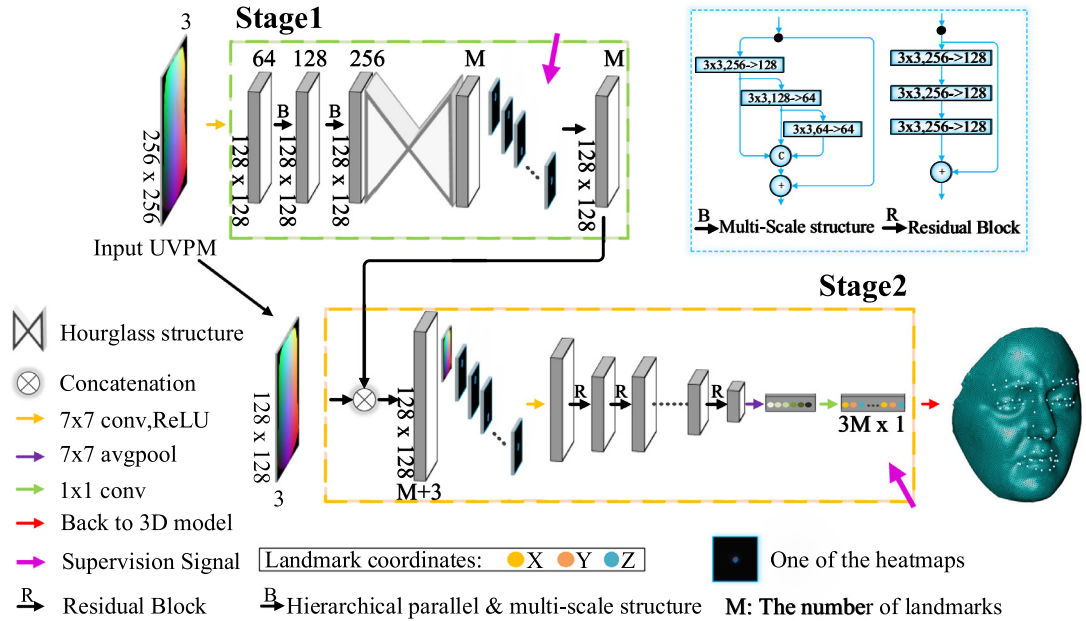 Stage1
3
64
128
256
M
M
B
B
256 x 256
128 x 128
128 x 128
128 x 128
128 x 128
Input UVPM
3x3,256->128
3x3,128->64
3x3,64->64
C
+
B
Multi-Scale structure
3x3,256->128
3x3,256->128
3x3,256->128
+
R
Residual Block
Stage2
128 x 128
3
128 x 128
M+3
R
R
R
3M x 1
Hourglass structure
Concatenation
7x7 conv,ReLU
7x7 avgpool
1x1 conv
Back to 3D model
Supervision Signal
Landmark coordinates: X Y Z
One of the heatmaps
R
Residual Block
B
Hierarchical parallel & multi-scale structure
M: The number of landmarks